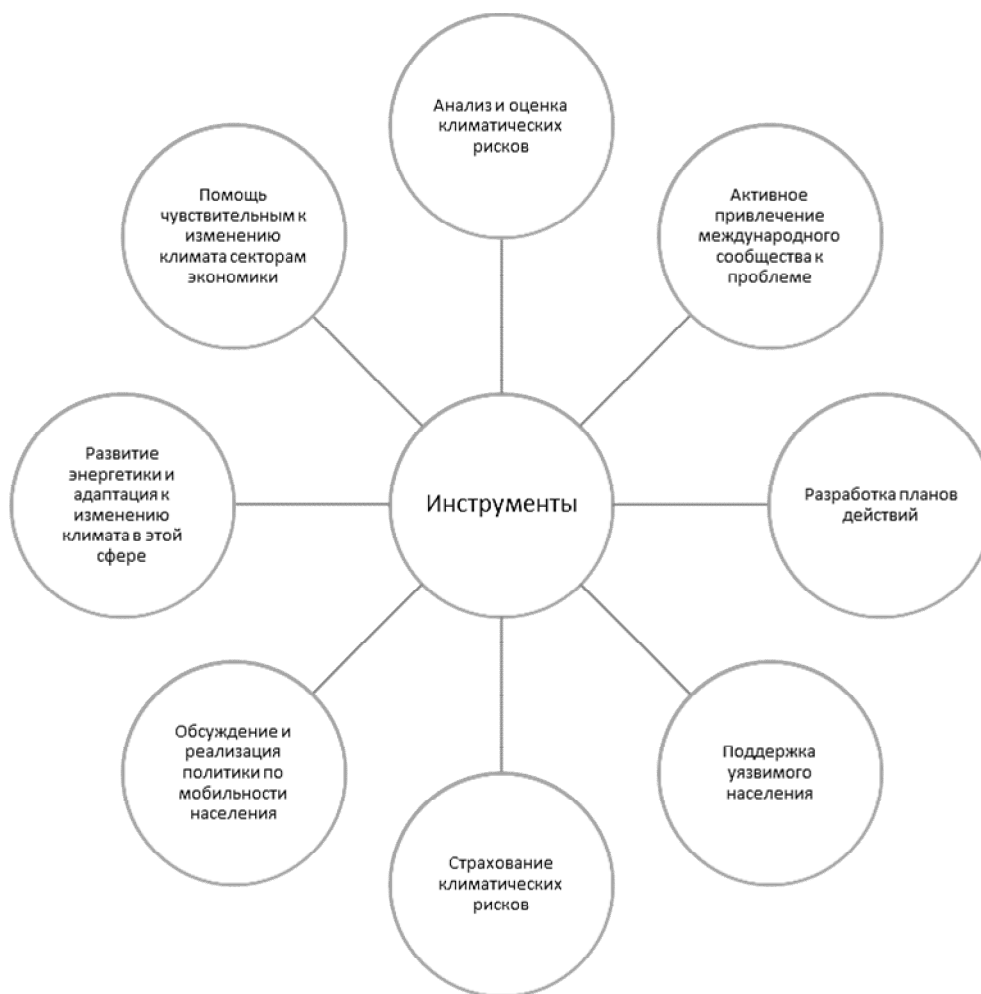 Анализ и оценка
климатических
рисков
Активное
привлечение
международного
сообщества к
проблеме
Разработка планов
действий
Поддержка
уязвимого
населения
Страхование
климатических
рисков
Обсуждение и
реализация
политики по
мобильности
населения
Развитие
энергетики и
адаптация к
изменению
климата в этой
сфере
Помощь
чувствительным к
изменению
климата секторам
экономики
Инструменты